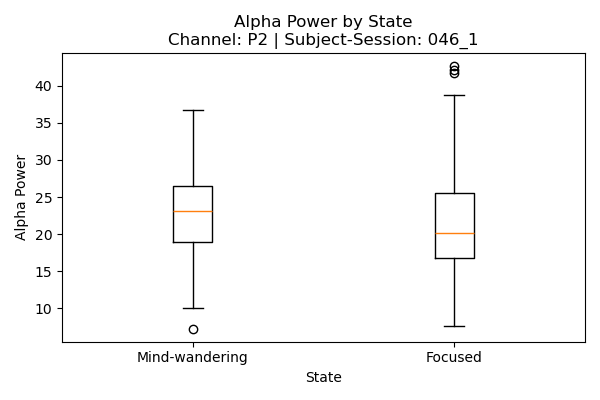 Alpha Power by State
Channel: P2 | Subject-Session: 046_1
Alpha Power
40
35
30
25
20
15
10
Mind-wandering
Focused
State